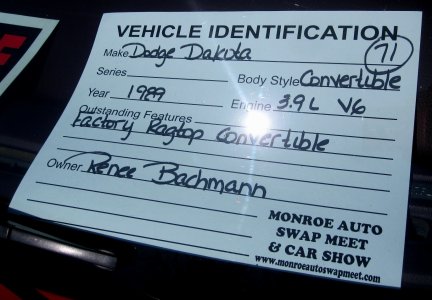 VEHICLE IDENTIFICATION
Make Dodge Dakota 71
Series Body Style Convertible
Year 1989 Engine 3.9 L V6
Outstanding Features
Factory Ragtop Convertible
Owner Renee Bachmann
MONROE AUTO
SWAP MEET
& CAR SHOW
www.monroeautoswapmeet.com